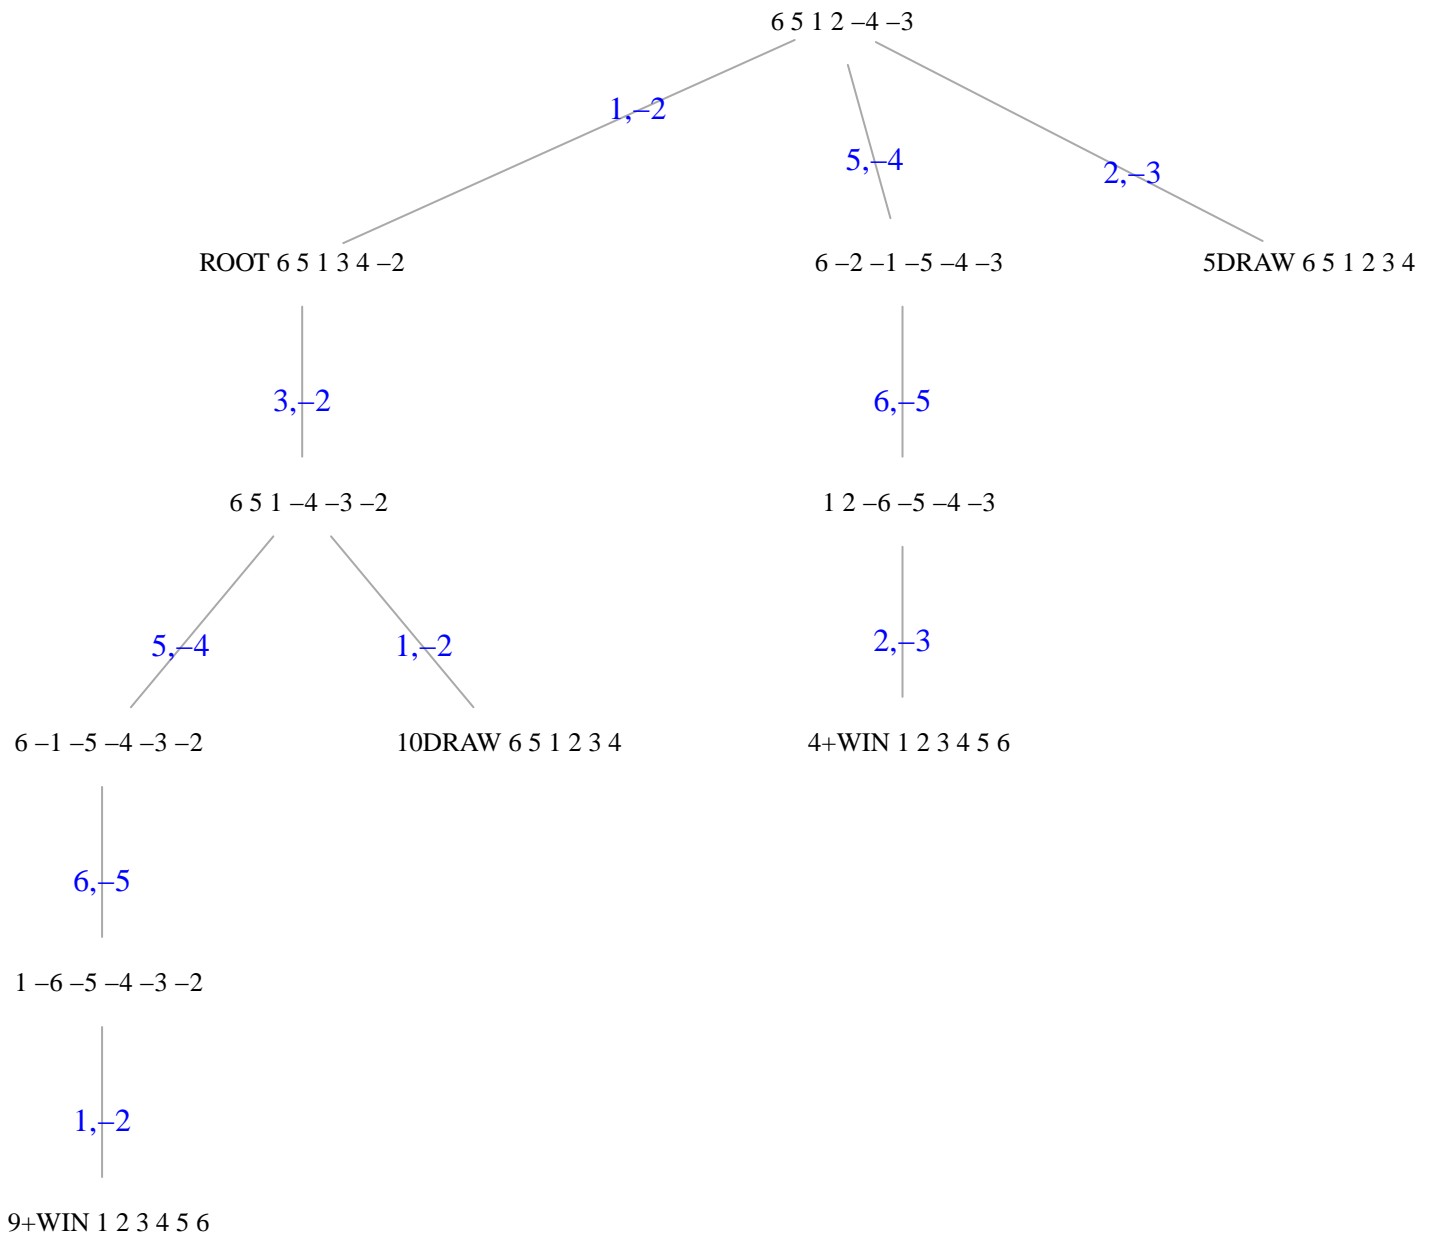 6 5 1 2 –4 –3
1,–2
5,–4
2,–3
ROOT 6 5 1 3 4 –2
6 –2 –1 –5 –4 –3
5DRAW 6 5 1 2 3 4
3,–2
6,–5
6 5 1 –4 –3 –2
1 2 –6 –5 –4 –3
5,–4
1,–2
2,–3
6 –1 –5 –4 –3 –2
10DRAW 6 5 1 2 3 4
4+WIN 1 2 3 4 5 6
6,–5
1 –6 –5 –4 –3 –2
1,–2
9+WIN 1 2 3 4 5 6